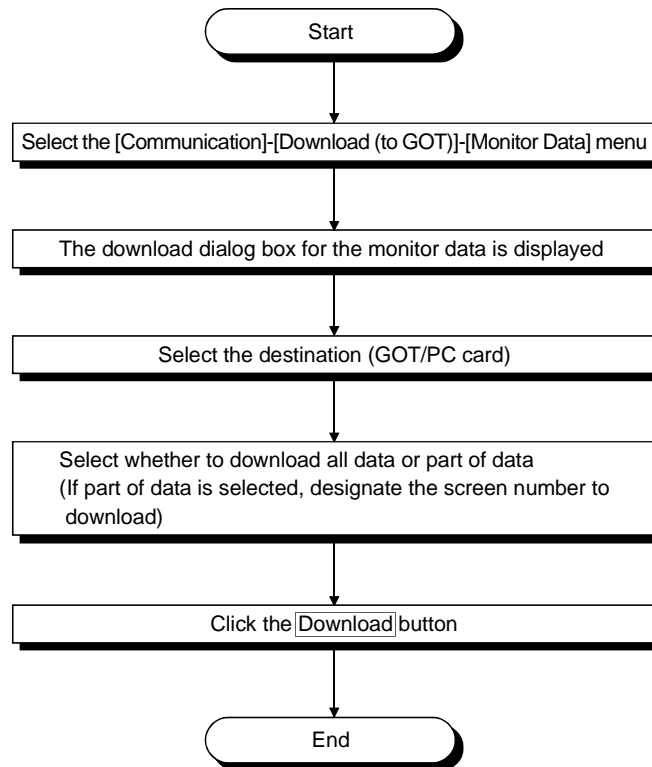 Start
Select the [Communication]-[Download (to GOT)]-[Monitor Data] menu
The download dialog box for the monitor data is displayed
Select the destination (GOT/PC card)
Select whether to download all data or part of data
(If part of data is selected, designate the screen number to
download)
Click the Download button
End